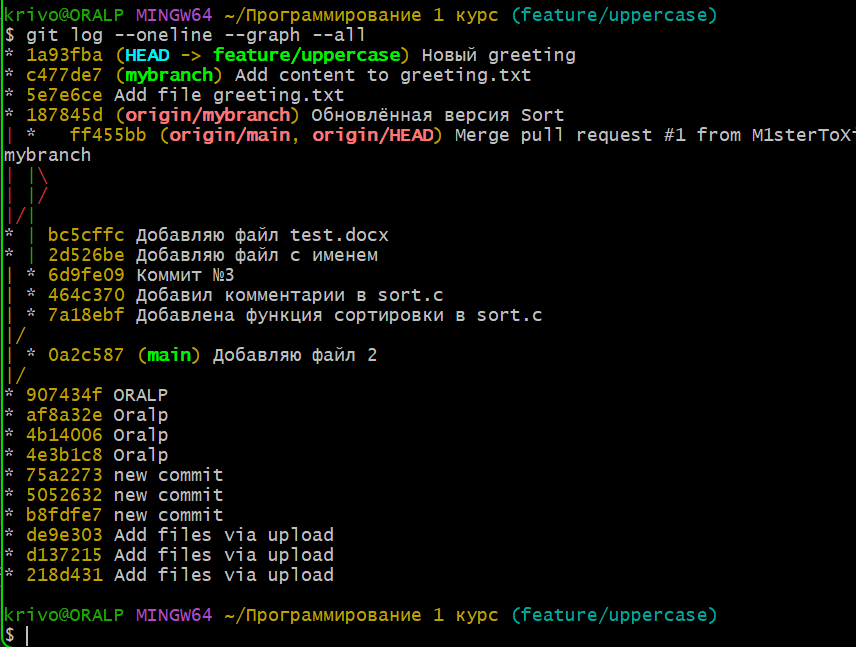 krivo@ORALP MINGW64 ~/Программирование 1 курс (feature/uppercase)
$ git log --oneline --graph --all
* 1a93fba (HEAD -> feature/uppercase) Новый greeting
* c477de7 (mybranch) Add content to greeting.txt
* 5e7e6ce Add file greeting.txt
* 187845d (origin/mybranch) Обновлённая версия Sort
| *   ff455bb (origin/main, origin/HEAD) Merge pull request #1 from M1sterToxi
mybranch
| |\
| |/
|/|
* | bc5cffc Добавляю файл test.docx
* | 2d526be Добавляю файл с именем
| * 6d9fe09 Коммит №3
| * 464c370 Добавил комментарии в sort.c
| * 7a18ebf Добавлена функция сортировки в sort.c
|/
| * 0a2c587 (main) Добавляю файл 2
|/
* 907434f ORALP
* af8a32e Oralp
* 4b14006 Oralp
* 4e3b1c8 Oralp
* 75a2273 new commit
* 5052632 new commit
* b8fdfe7 new commit
* de9e303 Add files via upload
* d137215 Add files via upload
* 218d431 Add files via upload
krivo@ORALP MINGW64 ~/Программирование 1 курс (feature/uppercase)
$